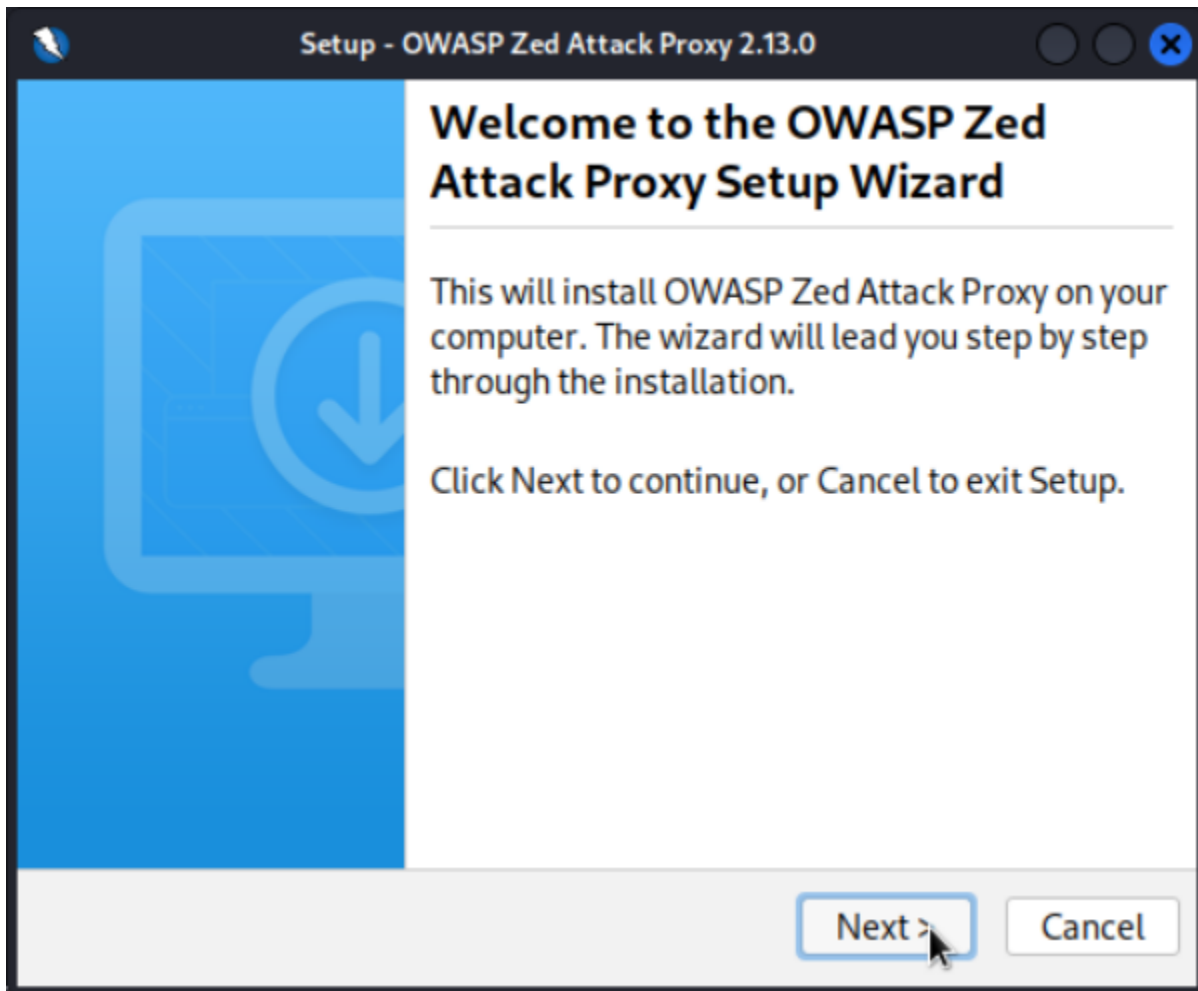 Setup - OWASP Zed Attack Proxy 2.13.0
Welcome to the OWASP Zed
Attack Proxy Setup Wizard
This will install OWASP Zed Attack Proxy on your
computer. The wizard will lead you step by step
through the installation.
Click Next to continue, or Cancel to exit Setup.
Next >
Cancel